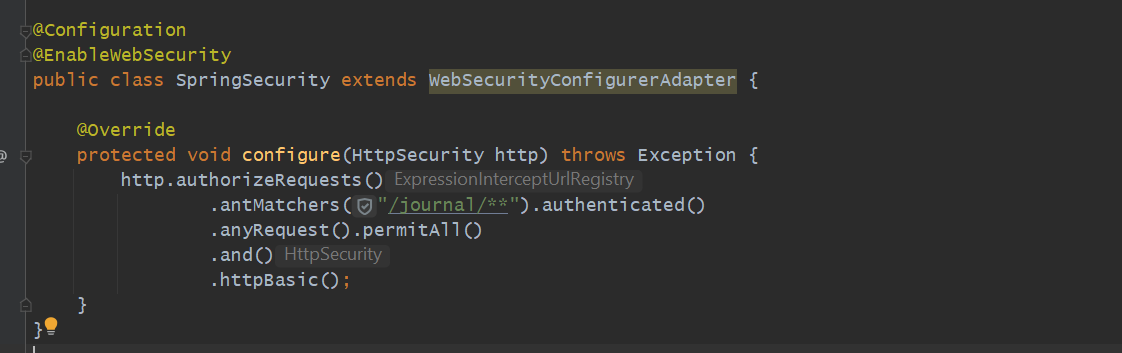 @Configuration
@EnableWebSecurity
public class SpringSecurity extends WebSecurityConfigurerAdapter {
@Override
protected void configure(HttpSecurity http) throws Exception {
http.authorizeRequests() ExpressionInterceptUrlRegistry
.antMatchers("/journal/**").authenticated()
.anyRequest().permitAll()
.and() HttpSecurity
.httpBasic();
}
}